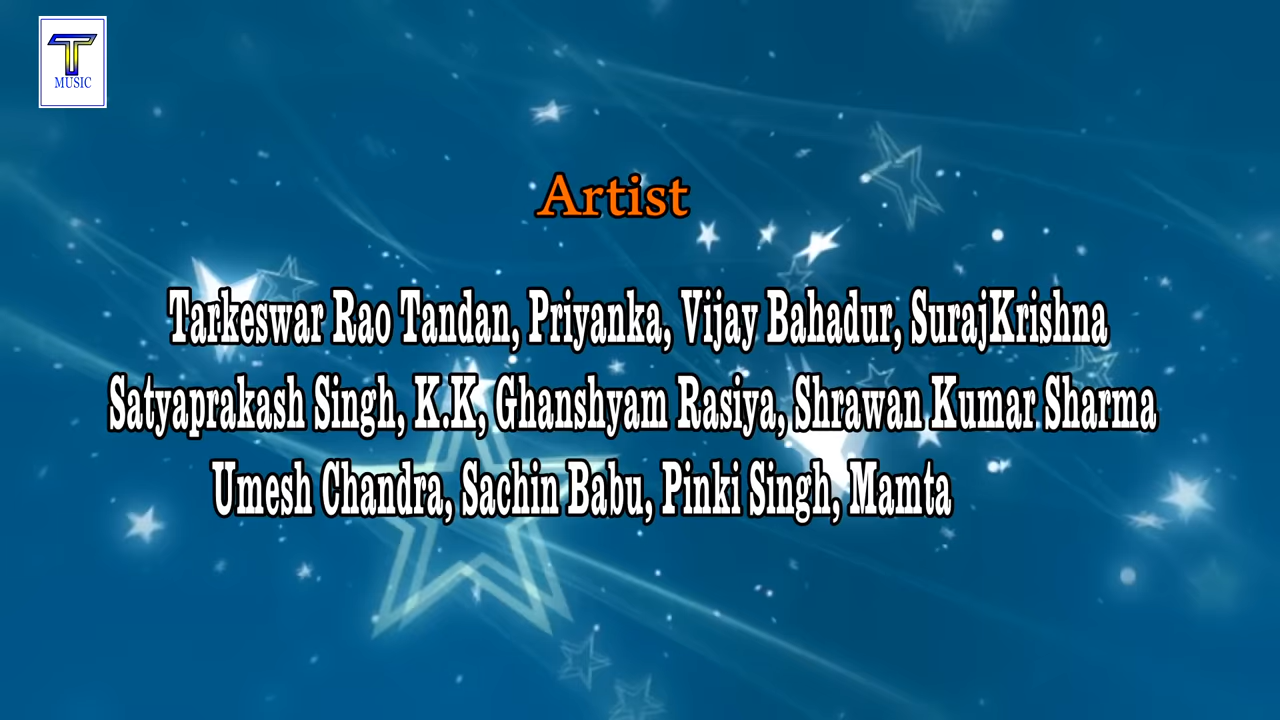 T
MUSIC
Artist
Tarkeswar Rao Tandan, Priyanka, Vijay Bahadur, SurajKrishna
Satyaprakash Singh, K.K, Ghanshyam Rasiya, Shrawan Kumar Sharma
Umesh Chandra, Sachin Babu, Pinki Singh, Mamta